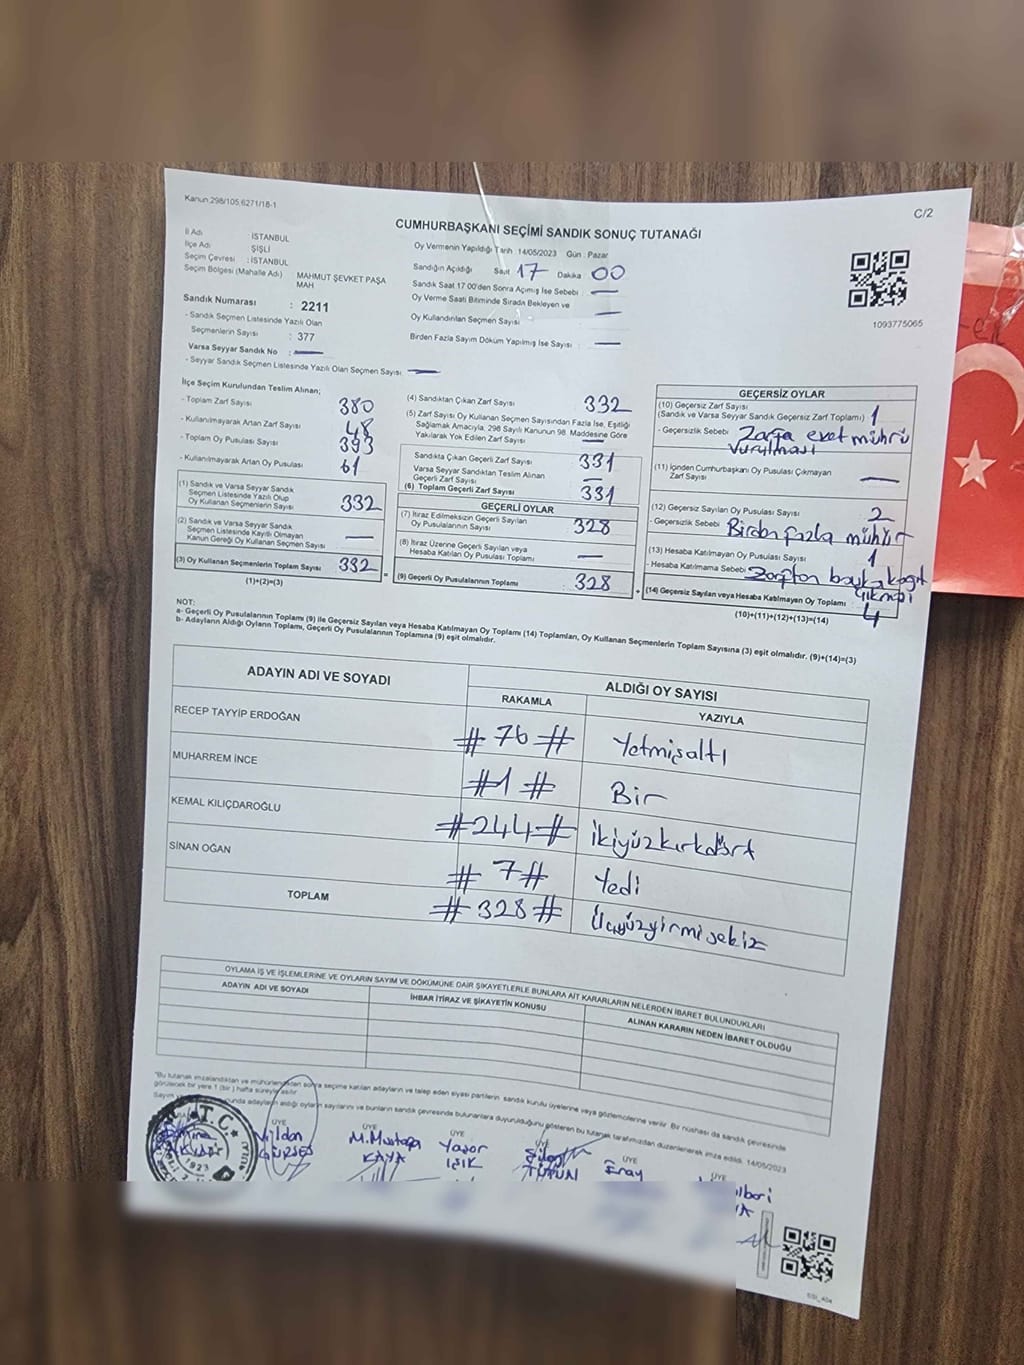 Kanun:298/105,6271/18-1
C/2
CUMHURBAŞKANI SEÇİMİ SANDIK SONUÇ TUTANAĞI
İl Adı : İSTANBUL
İlçe Adı : ŞİŞLİ
Seçim Çevresi : İSTANBUL
Seçim Bölgesi (Mahalle Adı) MAHMUT ŞEVKET PAŞA
MAH
Sandık Numarası : 2211
- Sandık Seçmen Listesinde Yazılı Olan
Seçmenlerin Sayısı : 377
Varsa Seyyar Sandık No : —
- Seyyar Sandık Seçmen Listesinde Yazılı Olan Seçmen Sayısı: —
Oy Vermenin Yapıldığı Tarih :14/05/2023 Gün : Pazar
Sandığın Açıldığı Saat 17 Dakika 00
Sandık Saat 17:00'den Sonra Açılmış İse Sebebi : —
Oy Verme Saati Bitiminde Sırada Bekleyen ve
Oy Kullandırılan Seçmen Sayısı : —
Birden Fazla Sayım Döküm Yapılmış İse Sayısı : —
1093775065
İlçe Seçim Kurulundan Teslim Alınan;
- Toplam Zarf Sayısı : 380
- Kullanılmayarak Artan Zarf Sayısı : 48
- Toplam Oy Pusulası Sayısı : 393
- Kullanılmayarak Artan Oy Pusulası : 61
(1) Sandık ve Varsa Seyyar Sandık
Seçmen Listesinde Yazılı Olup
Oy Kullanan Seçmenlerin Sayısı : 332
(2) Sandık ve Varsa Seyyar Sandık
Seçmen Listesinde Kayıtlı Olmayan
Kanun Gereği Oy Kullanan Seçmen Sayısı : —
(3) Oy Kullanan Seçmenlerin Toplam Sayısı : 332
(1)+(2)=(3)
(4) Sandıktan Çıkan Zarf Sayısı : 332
(5) Zarf Sayısı Oy Kullanan Seçmen Sayısından Fazla İse, Eşitliği
Sağlamak Amacıyla, 298 Sayılı Kanunun 98. Maddesine Göre
Yakılarak Yok Edilen Zarf Sayısı : —
Sandıkta Çıkan Geçerli Zarf Sayısı : 331
Varsa Seyyar Sandıktan Teslim Alınan
Geçerli Zarf Sayısı : —
(6) Toplam Geçerli Zarf Sayısı : 331
GEÇERLİ OYLAR
(7) İtiraz Edilmeksizin Geçerli Sayılan
Oy Pusulalarının Sayısı : 328
(8) İtiraz Üzerine Geçerli Sayılan veya
Hesaba Katılan Oy Pusulası Toplamı : —
= (9) Geçerli Oy Pusulalarının Toplamı : 328
GEÇERSİZ OYLAR
(10) Geçersiz Zarf Sayısı
(Sandık ve Varsa Seyyar Sandık Geçersiz Zarf Toplamı) : 1
- Geçersizlik Sebebi : Zarfa evet mührü
vurulması
(11) İçinden Cumhurbaşkanı Oy Pusulası Çıkmayan
Zarf Sayısı : —
(12) Geçersiz Sayılan Oy Pusulası Sayısı : 2
- Geçersizlik Sebebi : Birden fazla mühür
(13) Hesaba Katılmayan Oy Pusulası Sayısı : 1
- Hesaba Katılmama Sebebi : Zarftan başka kağıt
çıkması
+ (14) Geçersiz Sayılan veya Hesaba Katılmayan Oy Toplamı : 4
(10)+(11)+(12)+(13)=(14)
NOT:
a- Geçerli Oy Pusulaları Toplamı (9) ile Geçersiz Sayılan veya Hesaba Katılmayan Oy Toplamı (14) Toplamları, Oy Kullanan Seçmenlerin Toplam Sayısına (3) eşit olmalıdır. (9)+(14)=(3)
b- Adayların Aldığı Oyların Toplamı, Geçerli Oy Pusulalarının Toplamına (9) eşit olmalıdır.
ADAYIN ADI VE SOYADI ALDIĞI OY SAYISI
RAKAMLA YAZIYLA
RECEP TAYYİP ERDOĞAN # 76 # Yetmişaltı
MUHARREM İNCE #1# Bir
KEMAL KILIÇDAROĞLU #244# ikiyüzkırkdört
SİNAN OĞAN # 7# Yedi
TOPLAM # 328 # Üçyüzyirmisekiz
OYLAMA İŞ VE İŞLEMLERİNE VE OYLARIN SAYIM VE DÖKÜMÜNE DAİR ŞİKAYETLERLE BUNLARA AİT KARARLARIN NELERDEN İBARET BULUNDUKLARI
ADAYIN ADI VE SOYADI İHBAR İTİRAZ VE ŞİKAYETİN KONUSU ALINAN KARARIN NEDEN İBARET OLDUĞU
"Bu tutanak imzalandıktan ve mühürlendikten sonra seçime katılan adayların ve talep eden siyasi partilerin sandık kurulu üyelerine veya gözlemcilerine verilir. Bir nüshası da sandık çevresinde
görülecek bir yere 1 (bir) hafta süreyle asılır.
adayların aldığı oyların sayılarını ve bunların sandık çevresinde bulunanlara duyurulduğunu gösteren bu tutanak tarafımızdan düzenlenerek imza edildi. 14/05/2023
T.C.
1923
ÜYE ÜYE ÜYE ÜYE ÜYE ÜYE
Vildan M.Mustafa Yaşar Eray
GÜRSES KAYA IŞIK TÜTÜN